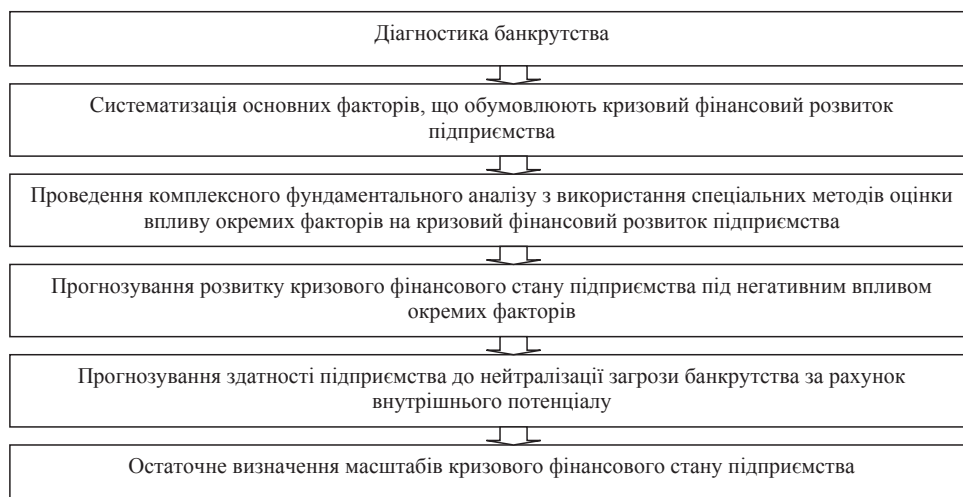 Діагностика банкрутства
Систематизація основних факторів, що обумовлюють кризовий фінансовий розвиток
підприємства
Проведення комплексного фундаментального аналізу з використання спеціальних методів оцінки
впливу окремих факторів на кризовий фінансовий розвиток підприємства
Прогнозування розвитку кризового фінансового стану підприємства під негативним впливом
окремих факторів
Прогнозування здатності підприємства до нейтралізації загрози банкрутства за рахунок
внутрішнього потенціалу
Остаточне визначення масштабів кризового фінансового стану підприємства